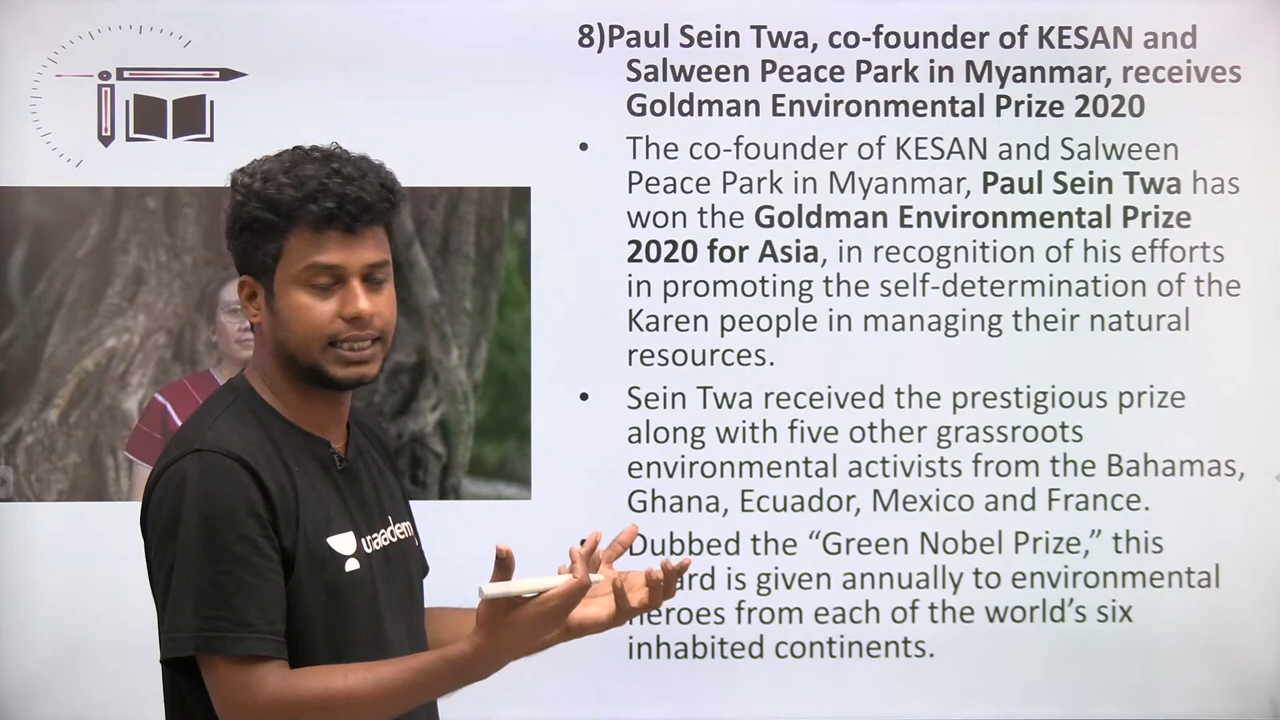 8)Paul Sein Twa, co-founder of KESAN and
Salween Peace Park in Myanmar, receives
Goldman Environmental Prize 2020
• The co-founder of KESAN and Salween
Peace Park in Myanmar, Paul Sein Twa has
won the Goldman Environmental Prize
2020 for Asia, in recognition of his efforts
in promoting the self-determination of the
Karen people in managing their natural
resources.
• Sein Twa received the prestigious prize
along with five other grassroots
environmental activists from the Bahamas,
Ghana, Ecuador, Mexico and France.
Dubbed the “Green Nobel Prize,” this
is given annually to environmental
heroes from each of the world’s six
inhabited continents.